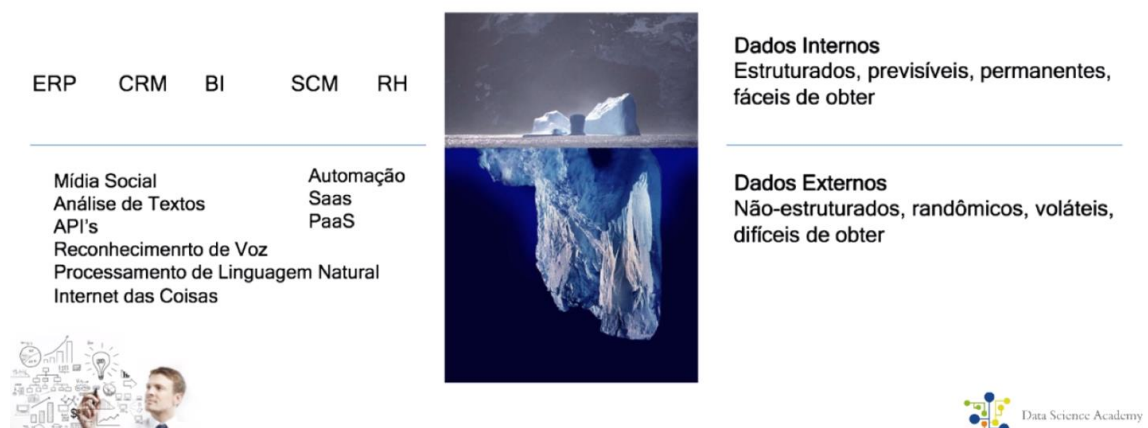 ERP CRM BI SCM RH
Dados Internos
Estruturados, previsíveis, permanentes,
fáceis de obter
Mídia Social
Análise de Textos
API's
Reconhecimenrto de Voz
Processamento de Linguagem Natural
Internet das Coisas
Automação
Saas
PaaS
Dados Externos
Não-estruturados, randômicos, voláteis,
difíceis de obter
Data Science Academy